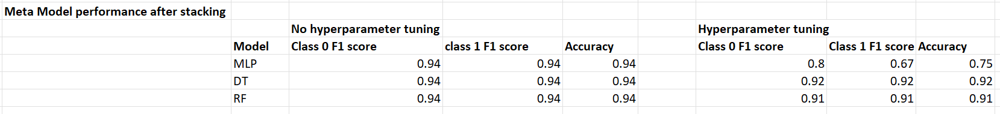 Meta Model performance after stacking
No hyperparameter tuning Hyperparameter tuning
Model Class 0 F1 score class 1 F1 score Accuracy Class 0 F1 score Class 1 F1 score Accuracy
MLP 0.94 0.94 0.94 0.8 0.67 0.75
DT 0.94 0.94 0.94 0.92 0.92 0.92
RF 0.94 0.94 0.94 0.91 0.91 0.91